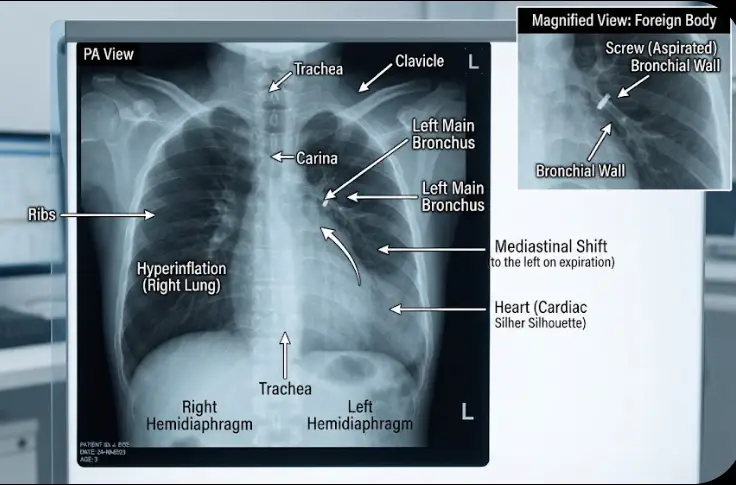 PA View
L
Trachea
Clavicle
Left Main
Bronchus
Carina
Left Main
Bronchus
Ribs
Hyperinflation
(Right Lung)
Mediastinal Shift
(to the left on expiration)
Heart (Cardiac
Silher Silhouette)
Trachea
Right
Hemidiaphragm
Left
Hemidiaphragm
L
AGE: 3
Magnified View: Foreign Body
Screw (Aspirated)
Bronchial Wall
Bronchial Wall